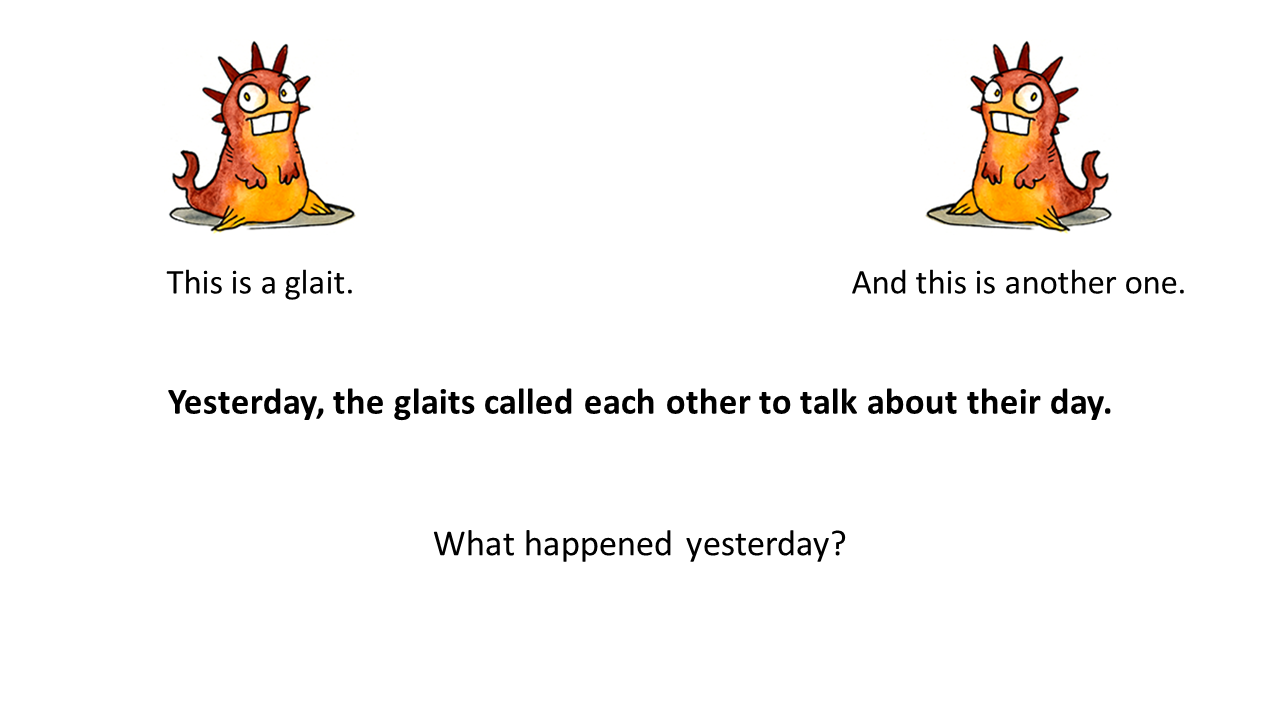 This is a glait.
And this is another one.
Yesterday, the glaits called each other to talk about their day.
What happened yesterday?